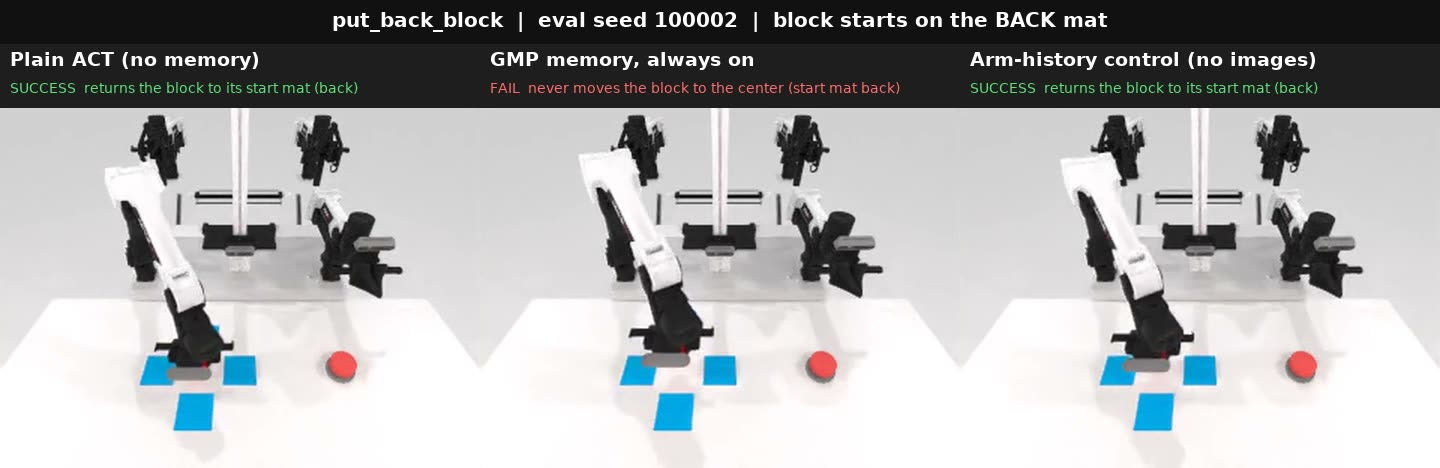 put_back_block | eval seed 100002 | block starts on the BACK mat
Plain ACT (no memory)
SUCCESS returns the block to its start mat (back)
GMP memory, always on
FAIL never moves the block to the center (start mat back)
Arm-history control (no images)
SUCCESS returns the block to its start mat (back)